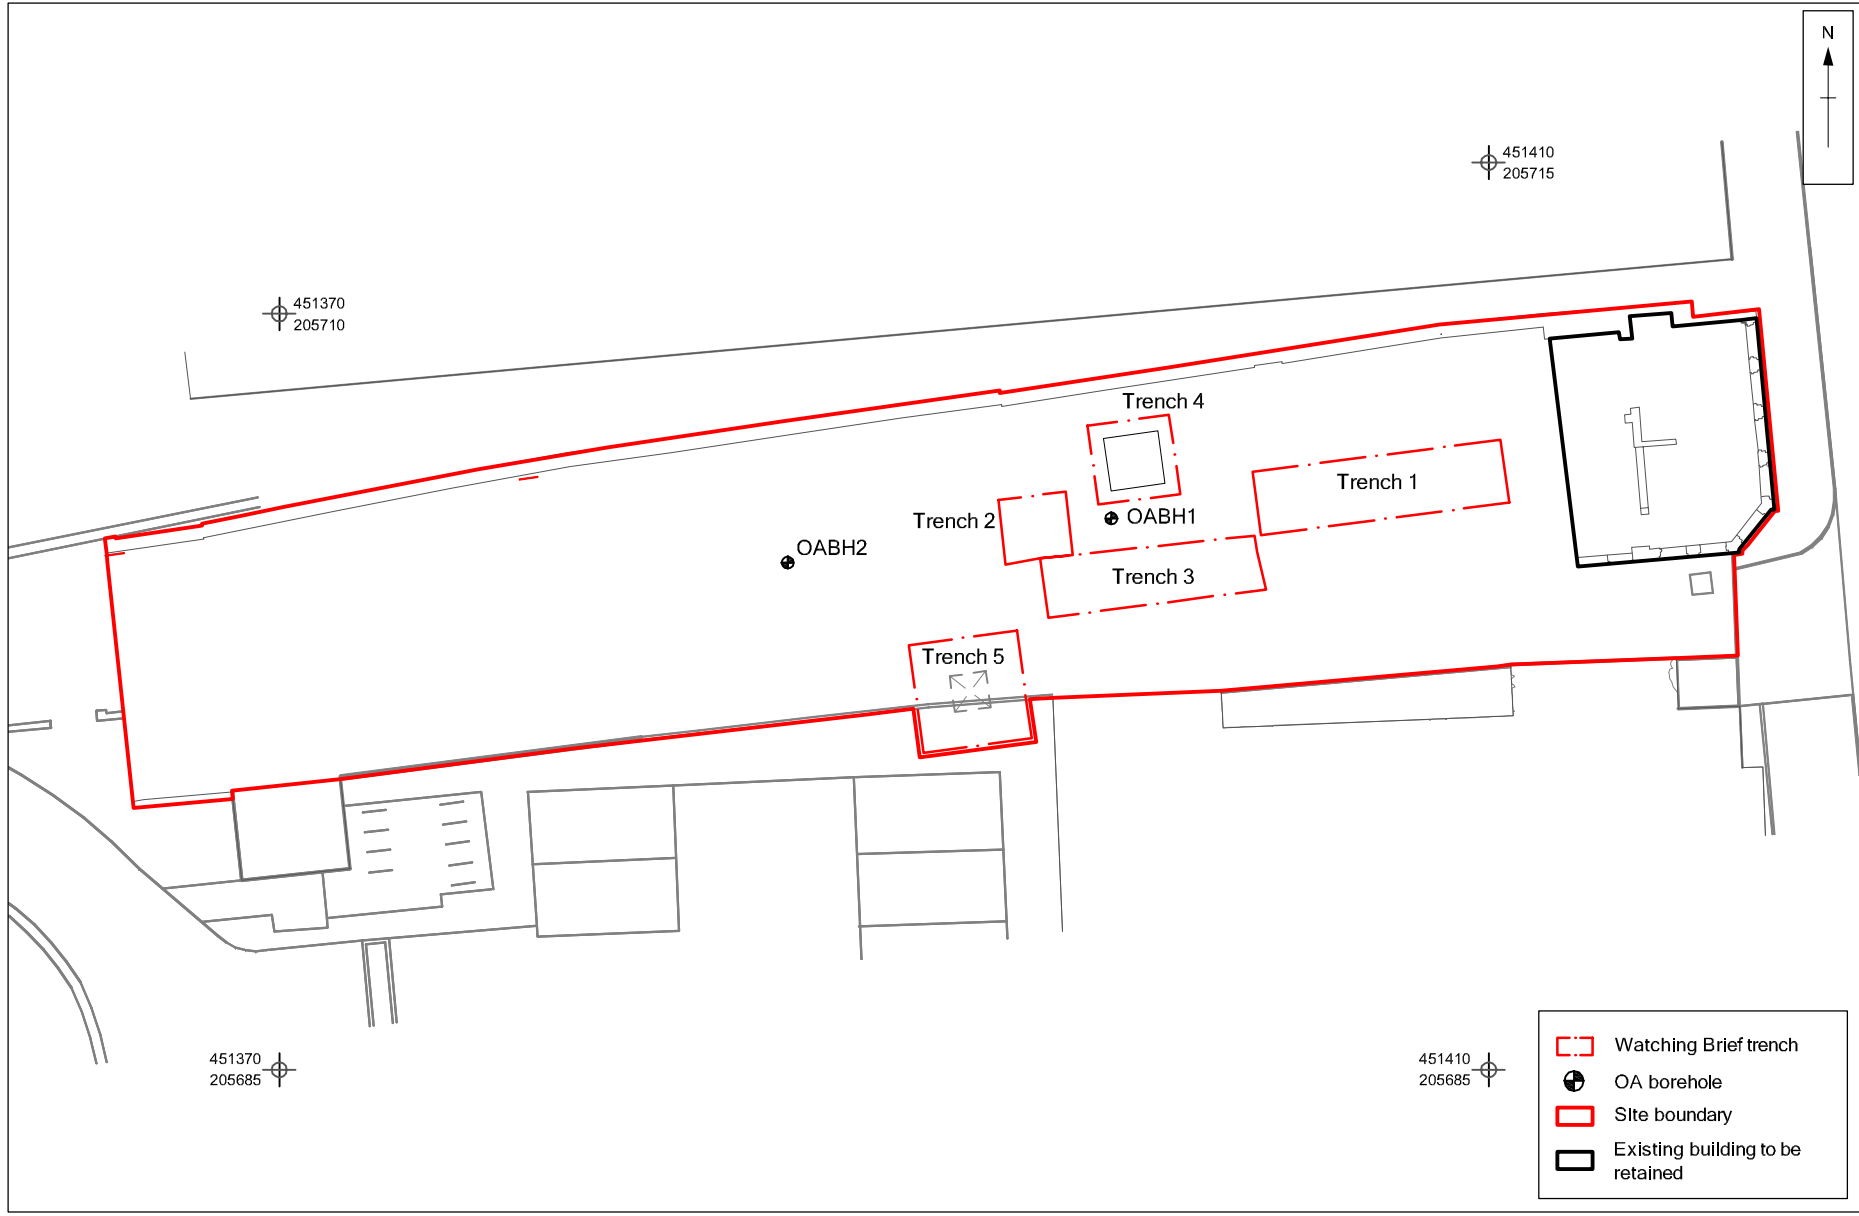 N
451410
205715
451370
205710
Trench 4
Trench 1
Trench 2
OABH1
OABH2
Trench 3
Trench 5
451370
205685
451410
205685
Watching Brief trench
OA borehole
SIte boundary
Existing building to be
retained